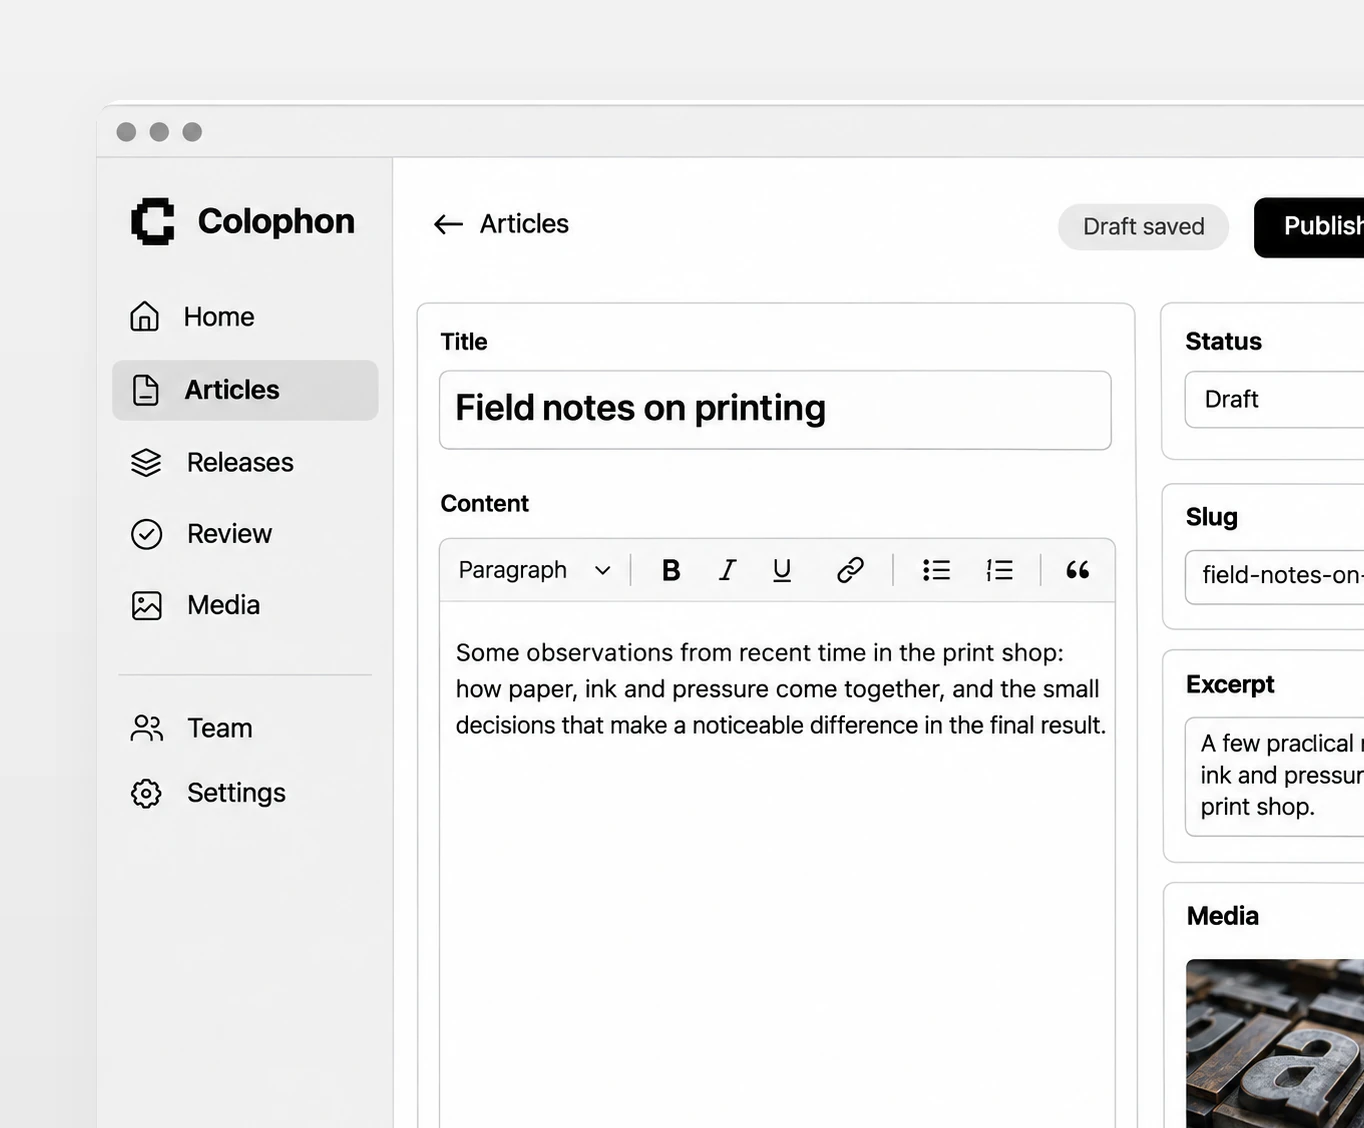 Colophon
Home
Articles
Releases
Review
Media
Team
Settings
← Articles
Draft saved
Publish
Title
Field notes on printing
Content
Paragraph
B I U
Some observations from recent time in the print shop:
how paper, ink and pressure come together, and the small
decisions that make a noticeable difference in the final result.
Status
Draft
Slug
field-notes-on-
Excerpt
A few praclical
ink and pressur
print shop.
Media
a